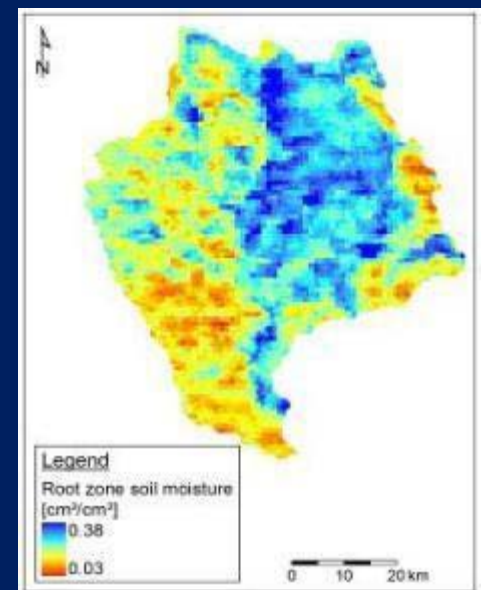 N
Legend
Root zone soil moisture
[cm³/cm³]
0.38
0.03
0 10 20 km